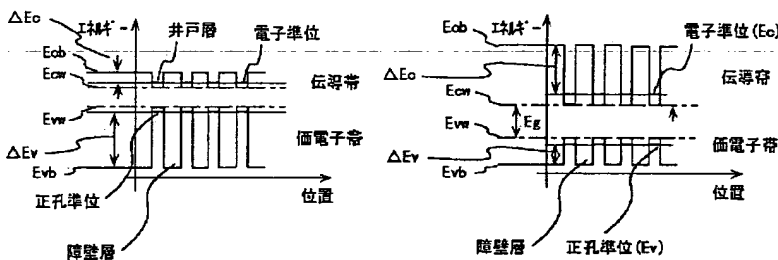 ΔEc
エネルギー
井戸層
電子準位
Ecb
Ecw
伝導帯
Evw
価電子帯
ΔEv
Evb
位置
正孔準位
障壁層
エネルギー
Ecb
電子準位(Ec)
ΔEc
伝導帯
Ecw
Eg
Evw
価電子帯
ΔEv
Evb
位置
障壁層
正孔準位(Ev)